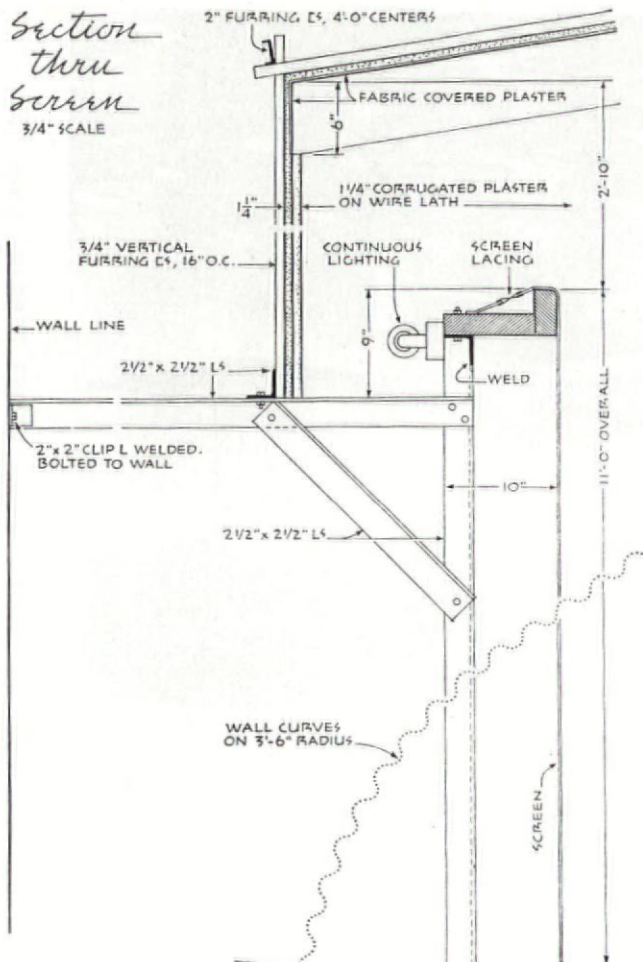 Section
thru
Screen
3/4" SCALE
2" FURRING [S, 4'-0" CENTERS
FABRIC COVERED PLASTER
6"
2'-10"
1 1/4"
1 1/4" CORRUGATED PLASTER
ON WIRE LATH
3/4" VERTICAL
FURRING [S, 16" O.C.
CONTINUOUS
LIGHTING
SCREEN
LACING
WALL LINE
9"
2 1/2" x 2 1/2" LS
WELD
2" x 2" CLIP L WELDED.
BOLTED TO WALL
11'-0" OVERALL
10"
2 1/2" x 2 1/2" LS
WALL CURVES
ON 3'-6" RADIUS
SCREEN